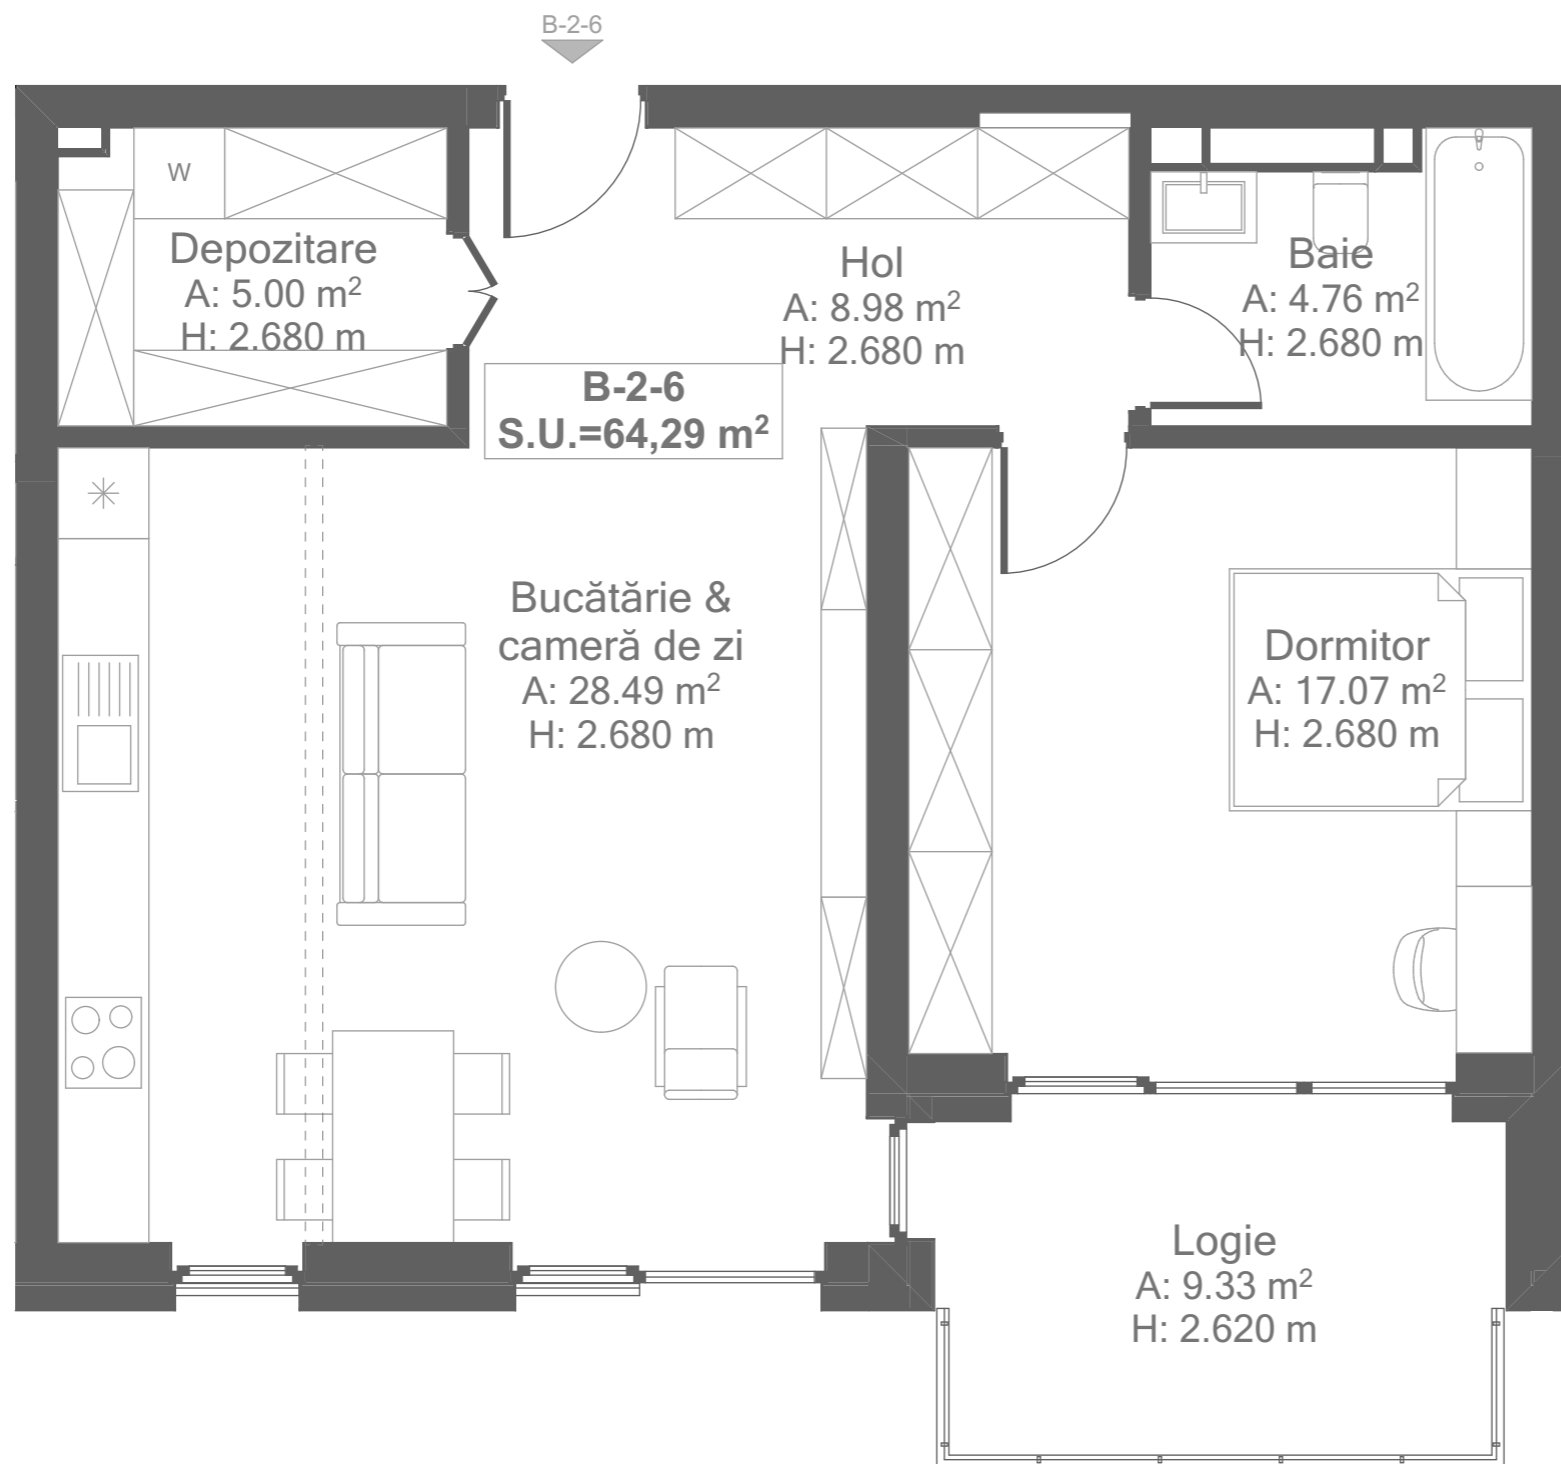 B-2-6
W
Depozitare
A: 5.00 m²
H: 2.680 m
Hol
A: 8.98 m²
H: 2.680 m
Baie
A: 4.76 m²
H: 2.680 m
B-2-6
S.U.=64,29 m²
Bucătărie &
cameră de zi
A: 28.49 m²
H: 2.680 m
Dormitor
A: 17.07 m²
H: 2.680 m
Logie
A: 9.33 m²
H: 2.620 m